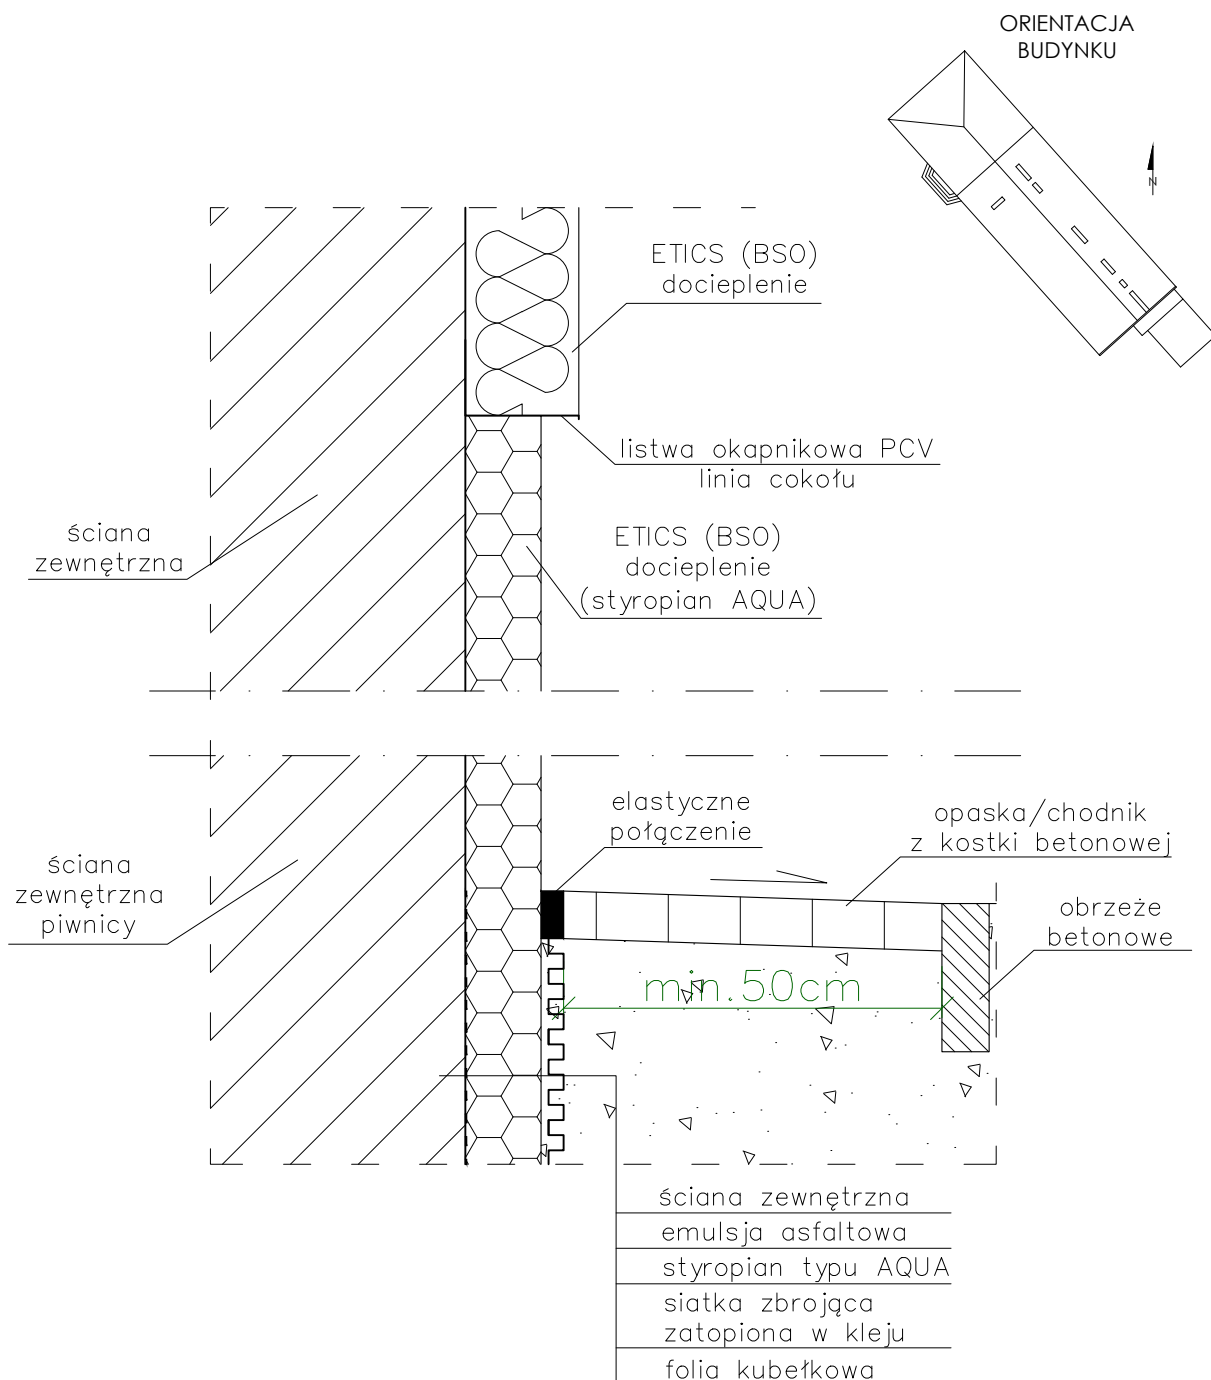 ORIENTACJA
BUDYNKU
N
ETICS (BSO)
docieplenie
listwa okapnikowa PCV
linia cokołu
ściana
zewnętrzna
ETICS (BSO)
docieplenie
(styropian AQUA)
elastyczne
połączenie
opaska/chodnik
z kostki betonowej
ściana
zewnętrzna
piwnicy
obrzeże
betonowe
min.50cm
ściana zewnętrzna
emulsja asfaltowa
styropian typu AQUA
siatka zbrojąca
zatopiona w kleju
folia kubełkowa